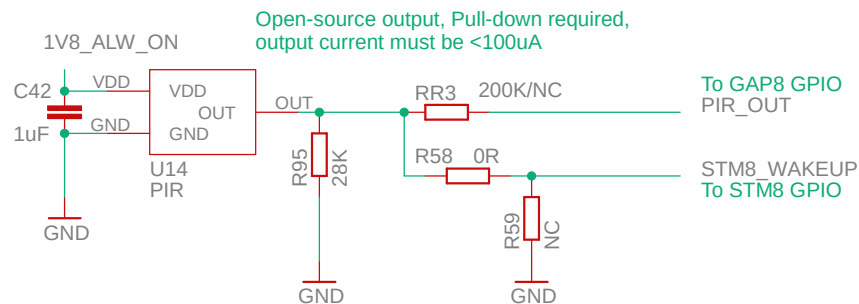 Open-source output, Pull-down required,
output current must be <100uA
1V8_ALW_ON
C42
1uF
VDD
GND
VDD
OUT
GND
U14
PIR
OUT
R95
28K
RR3
200K/NC
To GAP8 GPIO
PIR_OUT
R58
0R
STM8_WAKEUP
To STM8 GPIO
R59
NC
GND
GND
GND